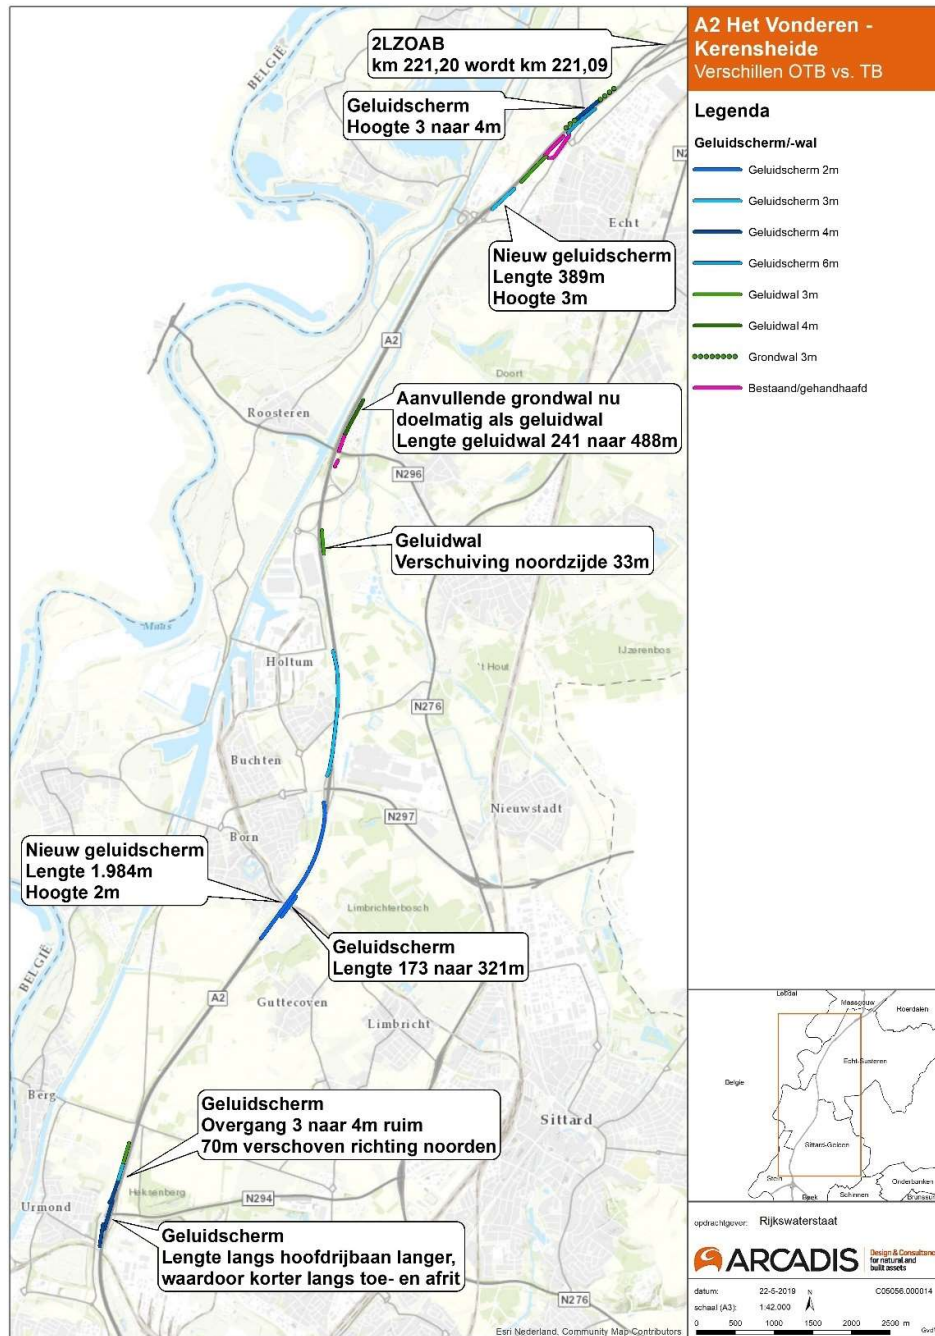 2LZOAB
km 221,20 wordt km 221,09
Geluidscherm
Hoogte 3 naar 4m
BELGIË
Echt
Nieuw geluidscherm
Lengte 389m
Hoogte 3m
A2
Doort
Roosteren
Aanvullende grondwal nu
doelmatig als geluidwal
Lengte geluidwal 241 naar 488m
N296
Geluidwal
Verschuiving noordzijde 33m
Maas
IJzerenbos
Holtum
't Hout
N276
Buchten
Nieuwstadt
N297
Born
Nieuw geluidscherm
Lengte 1.984m
Hoogte 2m
Limbrichterbosch
Geluidscherm
Lengte 173 naar 321m
BELGIË
A2
Guttecoven
Limbricht
Berg
Geluidscherm
Overgang 3 naar 4m ruim
70m verschoven richting noorden
Sittard
Heksenberg
N294
Urmond
Geluidscherm
Lengte langs hoofdrijbaan langer,
waardoor korter langs toe- en afrit
N276
Esri Nederland, Community Map Contributors
A2 Het Vonderen -
Kerensheide
Verschillen OTB vs. TB
Legenda
Geluidscherm/-wal
Geluidscherm 2m
Geluidscherm 3m
Geluidscherm 4m
Geluidscherm 6m
Geluidwal 3m
Geluidwal 4m
Grondwal 3m
Bestaand/gehandhaafd
Leudal
Maasgouw
Roerdalen
Echt-Susteren
Belgie
Sittard-Geleen
Stein
Beek
Schinnen
Onderbanken
opdrachtgever: Rijkswaterstaat
ARCADIS
Design & Consultancy
for natural and
built assets
datum: 22-5-2019 N C05056.000014
schaal (A3): 1:42.000
0 500 1000 1500 2000 2500 m